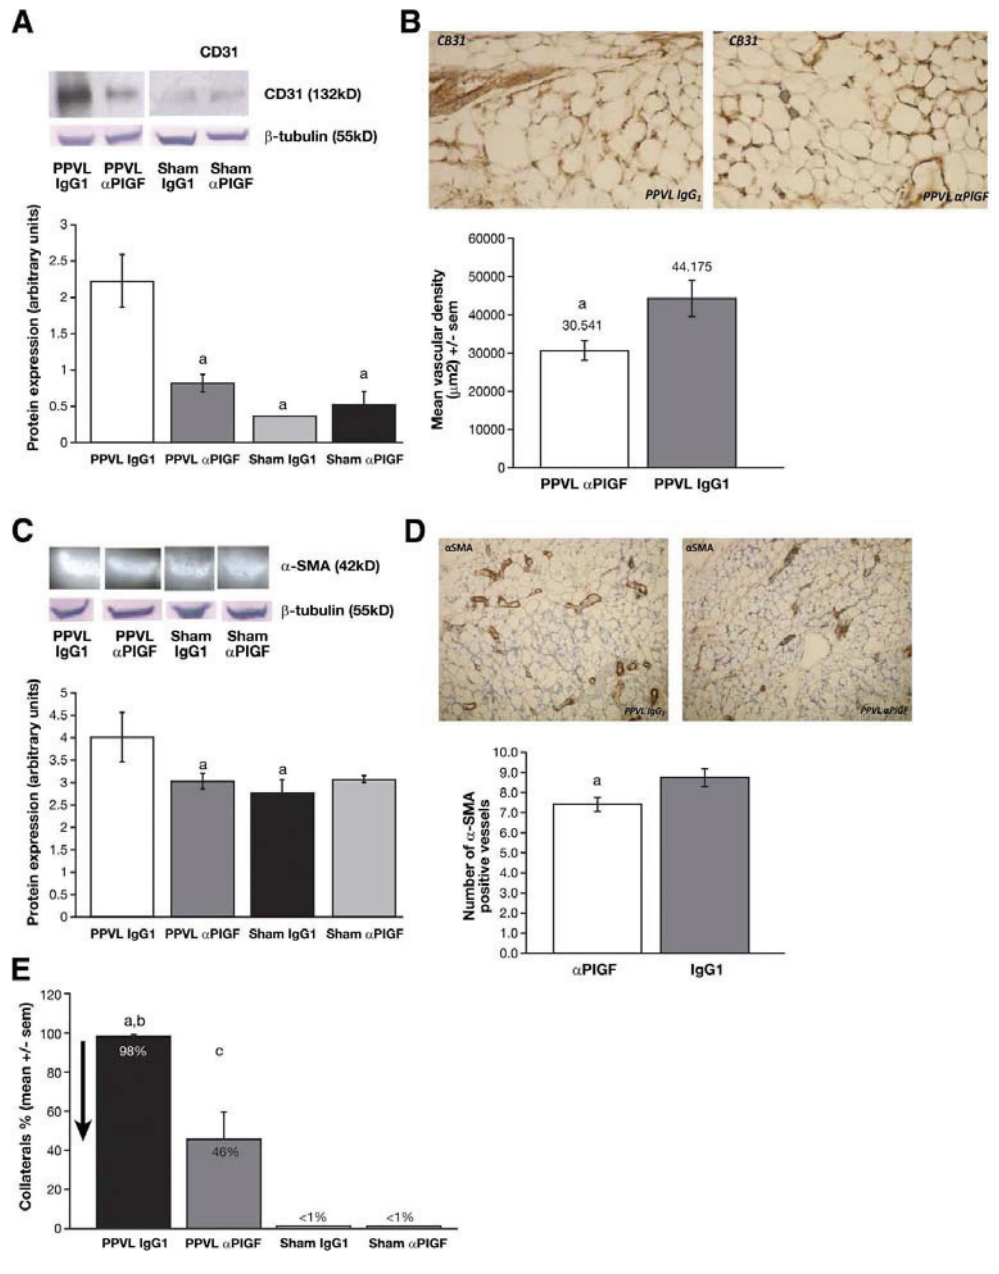 A
CD31
CD31 (132kD)
β-tubulin (55kD)
PPVL IgG1
PPVL αPIGF
Sham IgG1
Sham αPIGF
Protein expression (arbitrary units)
3
2.5
2
1.5
1
0.5
0
a
a
a
PPVL IgG1
PPVL αPIGF
Sham IgG1
Sham αPIGF
B
CB31
PPVL IgG1
CB31
PPVL αPIGF
Mean vascular density
(μm2) +/- sem
60000
50000
40000
30000
20000
10000
0
a
30.541
44.175
PPVL αPIGF
PPVL IgG1
C
α-SMA (42kD)
β-tubulin (55kD)
PPVL IgG1
PPVL αPIGF
Sham IgG1
Sham αPIGF
Protein expression (arbitrary units)
5
4.5
4
3.5
3
2.5
2
1.5
1
0.5
0
a
a
PPVL IgG1
PPVL αPIGF
Sham IgG1
Sham αPIGF
D
αSMA
PPVL IgG1
αSMA
PPVL αPIGF
Number of α-SMA
positive vessels
10.0
9.0
8.0
7.0
6.0
5.0
4.0
3.0
2.0
1.0
0.0
a
αPIGF
IgG1
E
Collaterals % (mean +/- sem)
120
100
80
60
40
20
0
a,b
98%
c
46%
<1%
<1%
PPVL IgG1
PPVL αPIGF
Sham IgG1
Sham αPIGF